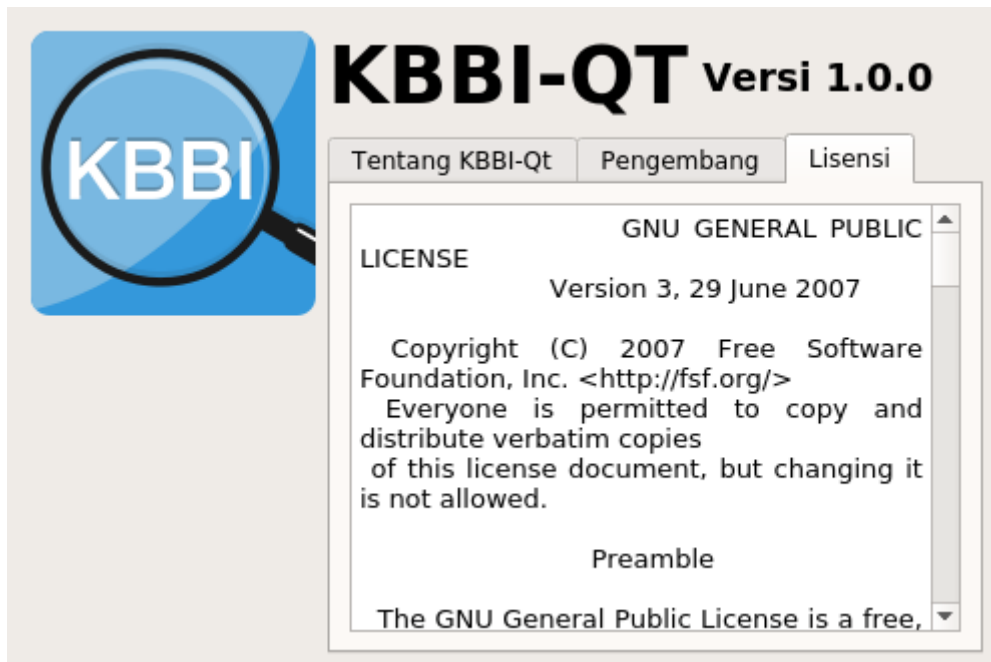 KBBI
KBBI-QT Versi 1.0.0
Tentang KBBI-Qt Pengembang Lisensi
GNU GENERAL PUBLIC
LICENSE
Version 3, 29 June 2007
Copyright (C) 2007 Free Software
Foundation, Inc. <http://fsf.org/>
Everyone is permitted to copy and
distribute verbatim copies
of this license document, but changing it
is not allowed.
Preamble
The GNU General Public License is a free,